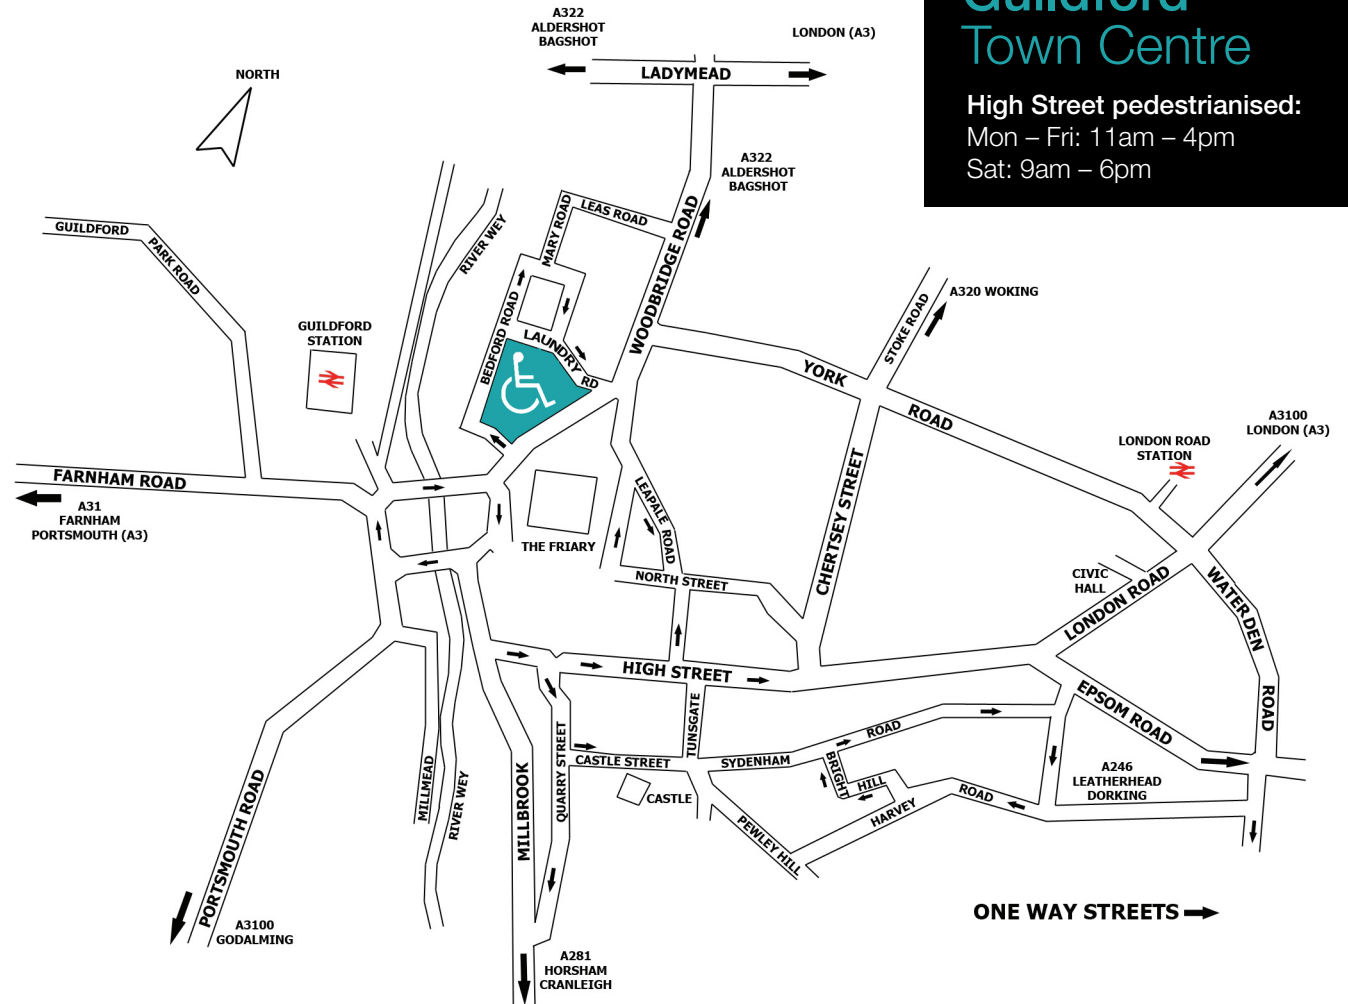 Guildford
Town Centre
High Street pedestrianised:
Mon – Fri: 11am – 4pm
Sat: 9am – 6pm
A322
ALDERSHOT
BAGSHOT
LONDON (A3)
LADYMEAD
NORTH
A322
ALDERSHOT
BAGSHOT
LEAS ROAD
MARY ROAD
RIVER WEY
WOODBRIDGE ROAD
GUILDFORD
PARK ROAD
GUILDFORD
STATION
BEDFORD ROAD
LAUNDRY
RD
A320 WOKING
STOKE ROAD
YORK
ROAD
A3100
LONDON (A3)
LONDON ROAD
STATION
FARNHAM ROAD
A31
FARNHAM
PORTSMOUTH (A3)
THE FRIARY
LEAPALE ROAD
CHERTSEY STREET
NORTH STREET
CIVIC
HALL
LONDON ROAD
WATERDEN
ROAD
HIGH STREET
EPSOM ROAD
TUNSGATE
QUARRY STREET
CASTLE STREET
SYDENHAM
ROAD
BRIGHT
HILL
HARVEY
ROAD
A246
LEATHERHEAD
DORKING
CASTLE
PEWLEY HILL
MILLMEAD
RIVER WEY
MILLBROOK
PORTSMOUTH ROAD
A3100
GODALMING
A281
HORSHAM
CRANLEIGH
ONE WAY STREETS